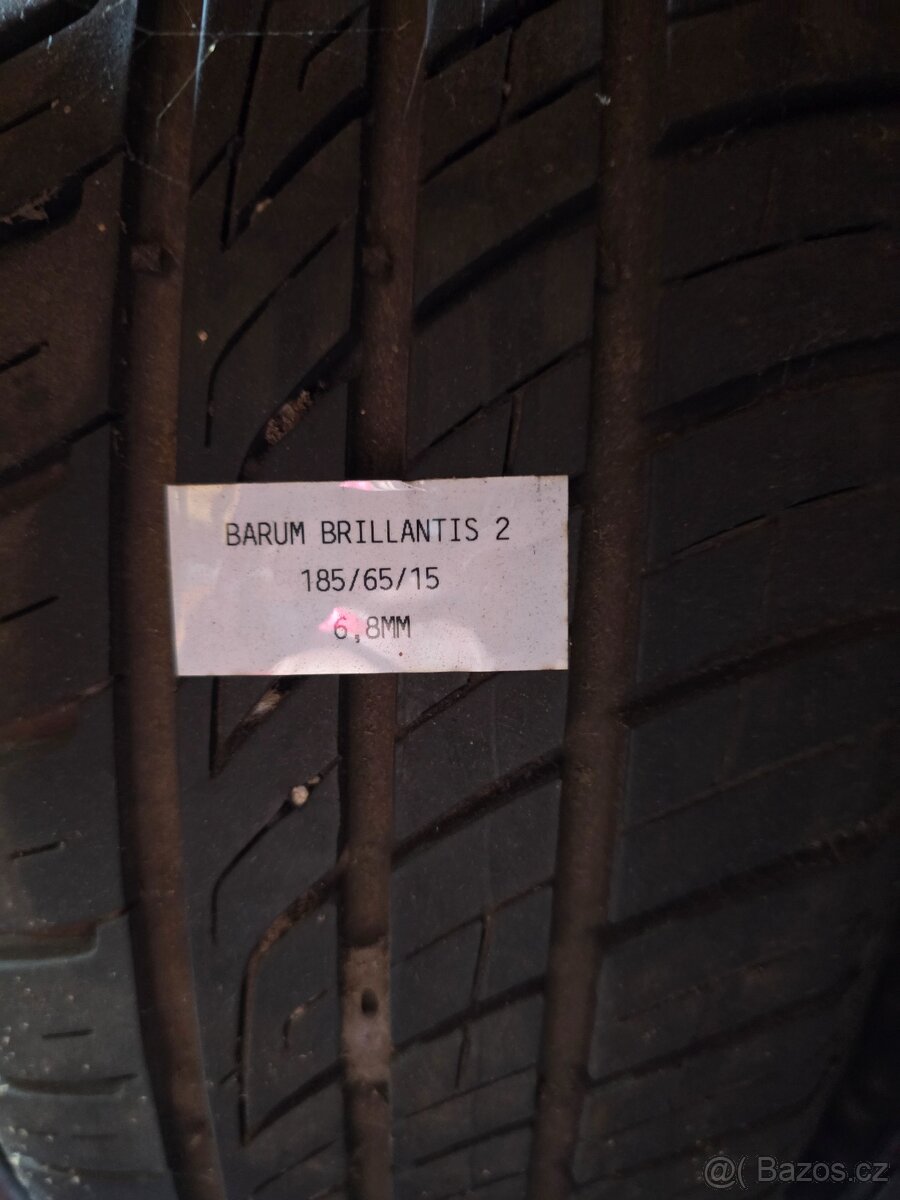 BARUM BRILLANTIS 2
185/65/15
6,8MM
@( Bazos.cz